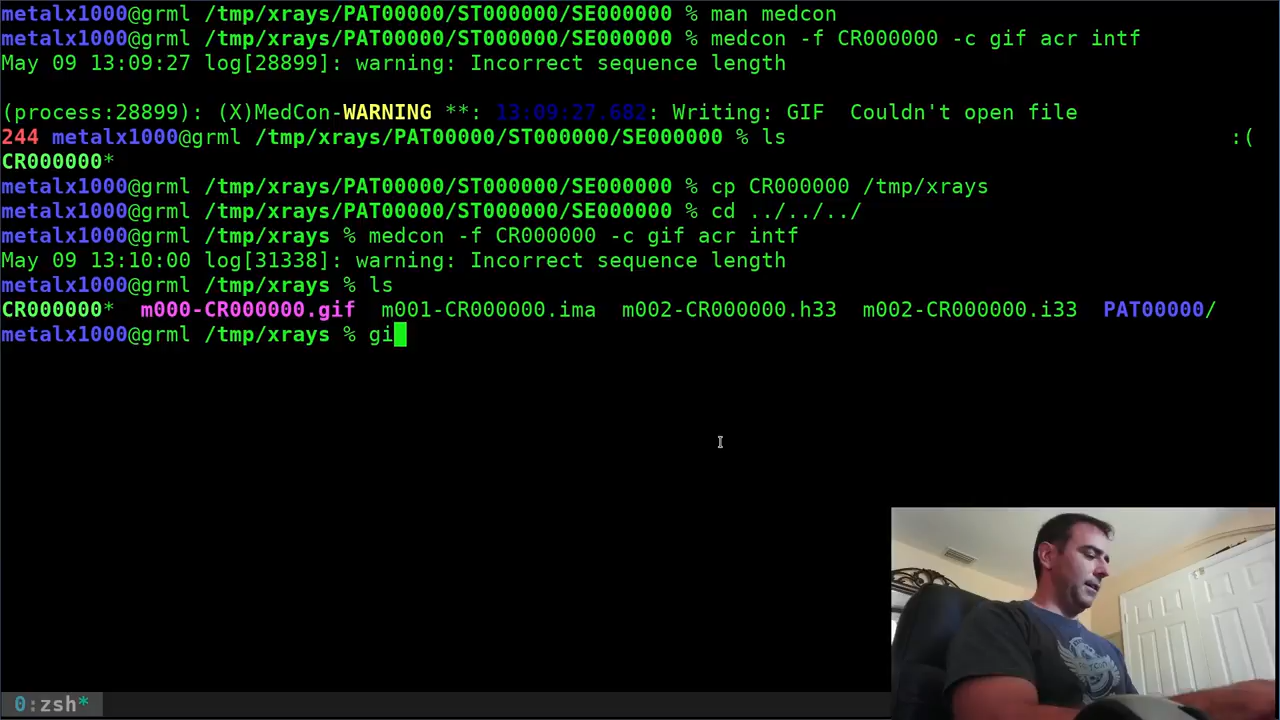 metalx1000@grml /tmp/xrays/PAT00000/ST000000/SE000000 % man medcon
metalx1000@grml /tmp/xrays/PAT00000/ST000000/SE000000 % medcon -f CR000000 -c gif acr intf
May 09 13:09:27 log[28899]: warning: Incorrect sequence length
(process:28899): (X)MedCon-WARNING **: 13:09:27.682: Writing: GIF  Couldn't open file
244 metalx1000@grml /tmp/xrays/PAT00000/ST000000/SE000000 % ls :(
CR000000*
metalx1000@grml /tmp/xrays/PAT00000/ST000000/SE000000 % cp CR000000 /tmp/xrays
metalx1000@grml /tmp/xrays/PAT00000/ST000000/SE000000 % cd ../../../
metalx1000@grml /tmp/xrays % medcon -f CR000000 -c gif acr intf
May 09 13:10:00 log[31338]: warning: Incorrect sequence length
metalx1000@grml /tmp/xrays % ls
CR000000*  m000-CR000000.gif  m001-CR000000.ima  m002-CR000000.h33  m002-CR000000.i33  PAT00000/
metalx1000@grml /tmp/xrays % gi
0:zsh*